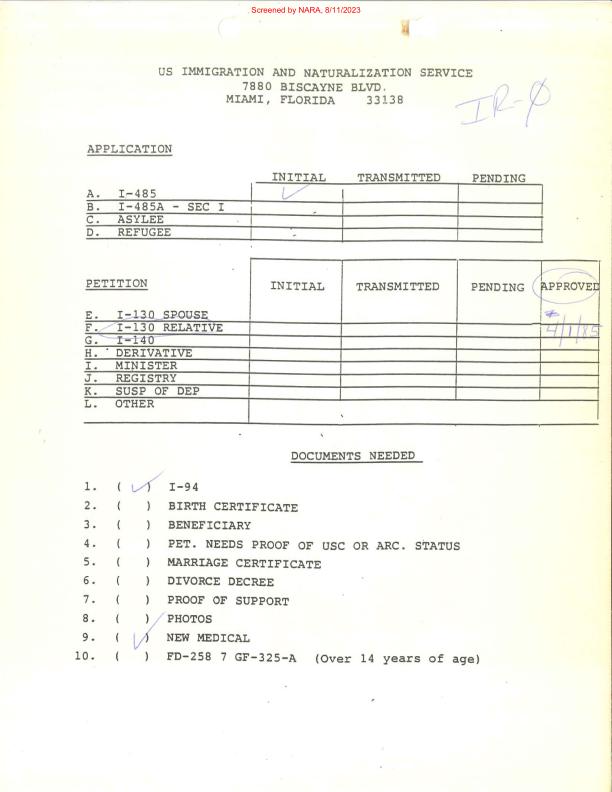 Screened by NARA, 8/11/2023
US IMMIGRATION AND NATURALIZATION SERVICE
7880 BISCAYNE BLVD.
MIAMI, FLORIDA 33138
IR-0
APPLICATION
INITIAL TRANSMITTED PENDING
A. I-485 ✓
B. I-485A - SEC I
C. ASYLEE
D. REFUGEE
PETITION INITIAL TRANSMITTED PENDING APPROVED
E. I-130 SPOUSE
F. I-130 RELATIVE 4/1/85
G. I-140
H. DERIVATIVE
I. MINISTER
J. REGISTRY
K. SUSP OF DEP
L. OTHER
DOCUMENTS NEEDED
1. ( ✓ ) I-94
2. ( ) BIRTH CERTIFICATE
3. ( ) BENEFICIARY
4. ( ) PET. NEEDS PROOF OF USC OR ARC. STATUS
5. ( ) MARRIAGE CERTIFICATE
6. ( ) DIVORCE DECREE
7. ( ) PROOF OF SUPPORT
8. ( ) PHOTOS
9. ( ✓ ) NEW MEDICAL
10. ( ) FD-258 7 GF-325-A (Over 14 years of age)